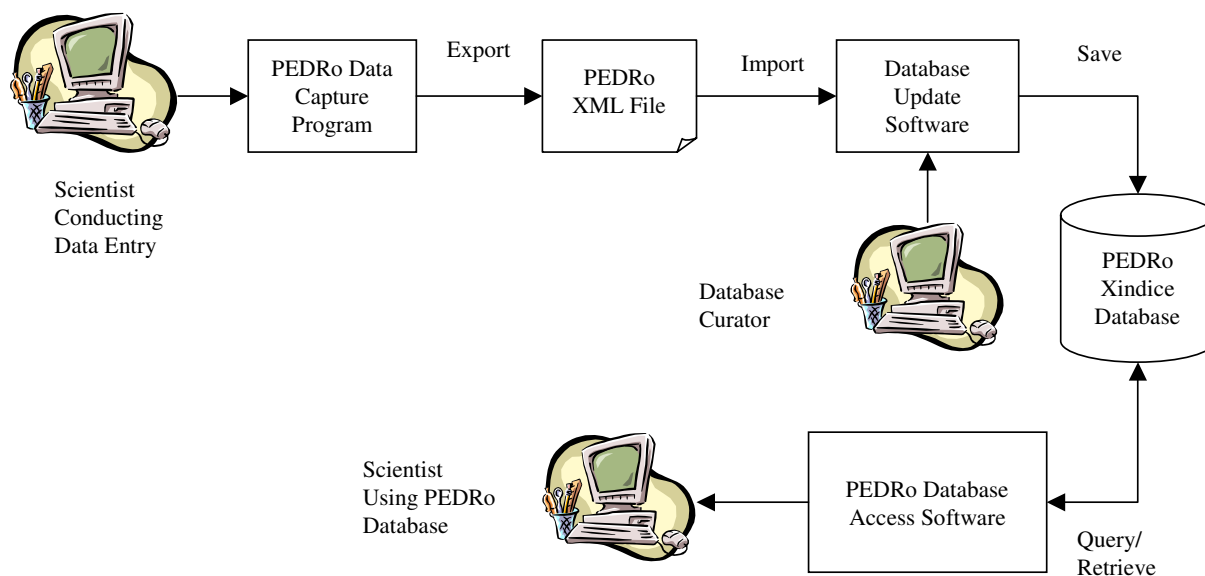 Export
Import
Save
PEDRo Data
Capture
Program
PEDRo
XML File
Database
Update
Software
Scientist
Conducting
Data Entry
Database
Curator
PEDRo
Xindice
Database
Scientist
Using PEDRo
Database
PEDRo Database
Access Software
Query/
Retrieve